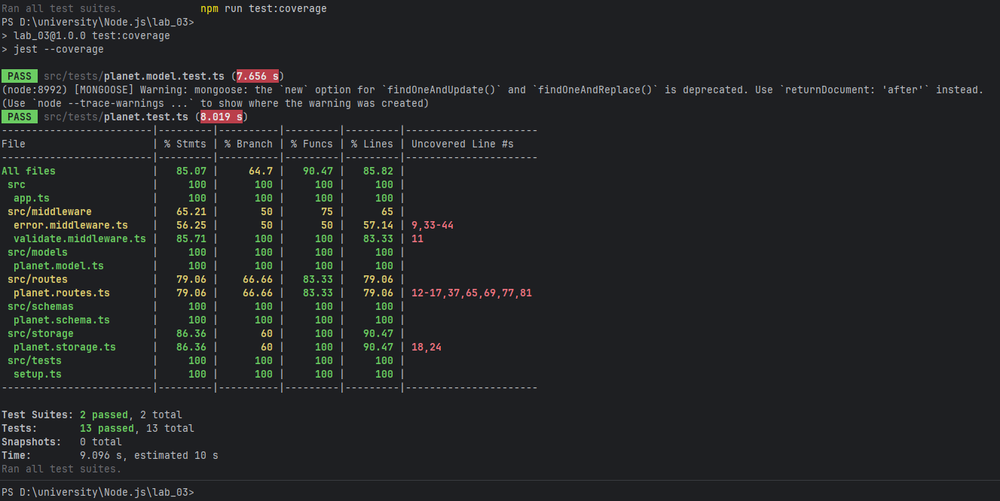 Ran all test suites.             npm run test:coverage
PS D:\university\Node.js\lab_03>
> lab_03@1.0.0 test:coverage
> jest --coverage

 PASS  src/tests/planet.model.test.ts (7.656 s)
(node:8992) [MONGOOSE] Warning: mongoose: the `new` option for `findOneAndUpdate()` and `findOneAndReplace()` is deprecated. Use `returnDocument: 'after'` instead.
(Use `node --trace-warnings ...` to show where the warning was created)
 PASS  src/tests/planet.test.ts (8.019 s)
-------------------------|---------|----------|---------|---------|----------------------
File                     | % Stmts | % Branch | % Funcs | % Lines | Uncovered Line #s
-------------------------|---------|----------|---------|---------|----------------------
All files                |   85.07 |     64.7 |   90.47 |   85.82 |
 src                     |     100 |      100 |     100 |     100 |
  app.ts                 |     100 |      100 |     100 |     100 |
 src/middleware          |   65.21 |       50 |      75 |      65 |
  error.middleware.ts    |   56.25 |       50 |      50 |   57.14 | 9,33-44
  validate.middleware.ts |   85.71 |      100 |     100 |   83.33 | 11
 src/models              |     100 |      100 |     100 |     100 |
  planet.model.ts        |     100 |      100 |     100 |     100 |
 src/routes              |   79.06 |    66.66 |   83.33 |   79.06 |
  planet.routes.ts       |   79.06 |    66.66 |   83.33 |   79.06 | 12-17,37,65,69,77,81
 src/schemas             |     100 |      100 |     100 |     100 |
  planet.schema.ts       |     100 |      100 |     100 |     100 |
 src/storage             |   86.36 |       60 |     100 |   90.47 |
  planet.storage.ts      |   86.36 |       60 |     100 |   90.47 | 18,24
 src/tests               |     100 |      100 |     100 |     100 |
  setup.ts               |     100 |      100 |     100 |     100 |
-------------------------|---------|----------|---------|---------|----------------------

Test Suites: 2 passed, 2 total
Tests:       13 passed, 13 total
Snapshots:   0 total
Time:        9.096 s, estimated 10 s
Ran all test suites.
PS D:\university\Node.js\lab_03>